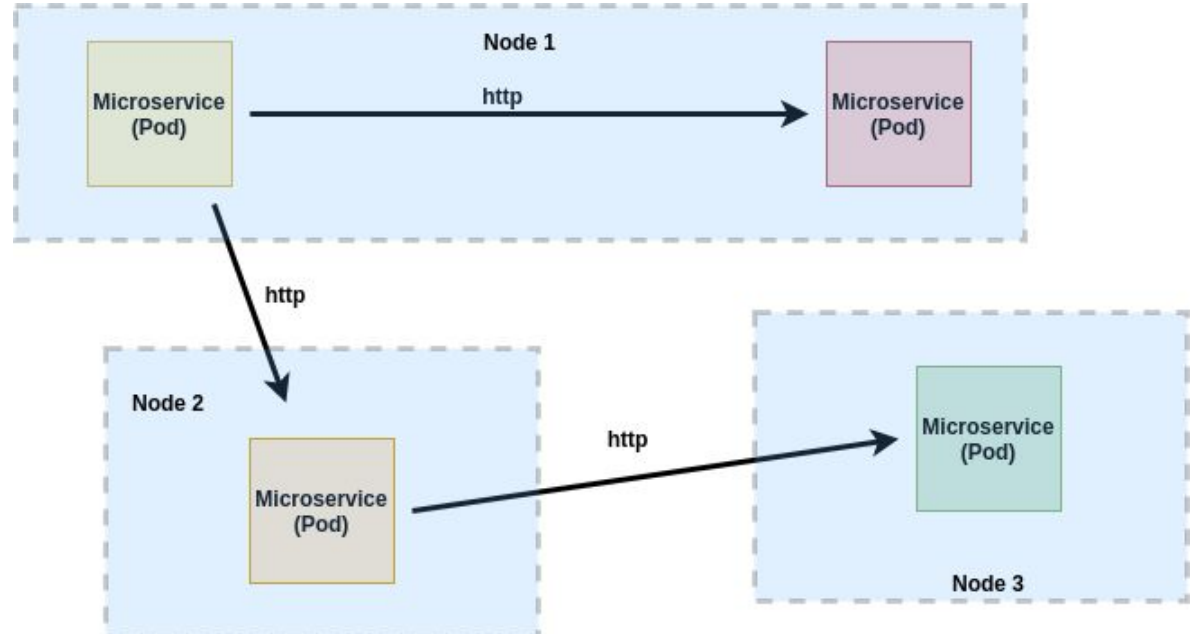 Node 1
Microservice
(Pod)
http
Microservice
(Pod)
http
Node 2
Microservice
(Pod)
http
Microservice
(Pod)
Node 3